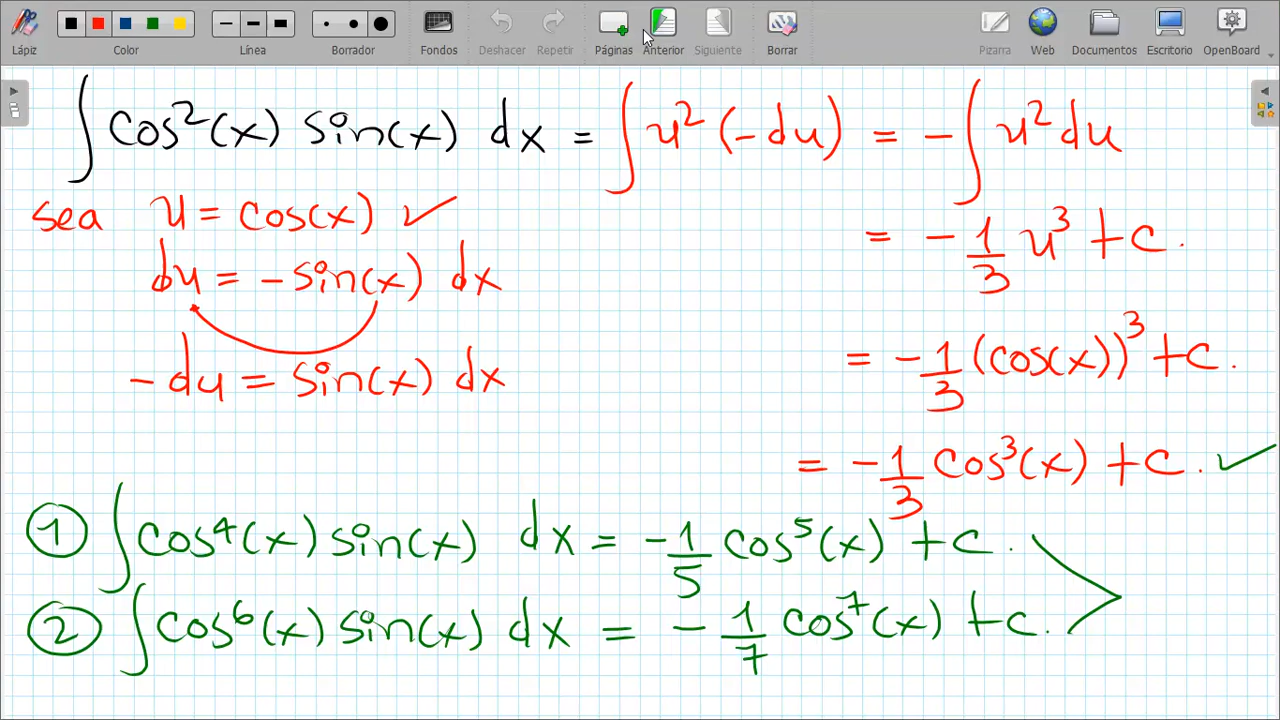 Lápiz Color Línea Borrador Fondos Deshacer Repetir Páginas Anterior Siguiente Borrar Pizarra Web Documentos Escritorio OpenBoard
∫ cos²(x) sin(x) dx = ∫ u² (-du) = - ∫ u² du
sea u = cos(x) ✓
= - 1/3 u³ + c.
du = - sin(x) dx
= - 1/3 (cos(x))³ + c.
- du = sin(x) dx
= - 1/3 cos³(x) + c. ✓
① ∫ cos⁴(x) sin(x) dx = - 1/5 cos⁵(x) + c.
② ∫ cos⁶(x) sin(x) dx = - 1/7 cos⁷(x) + c.